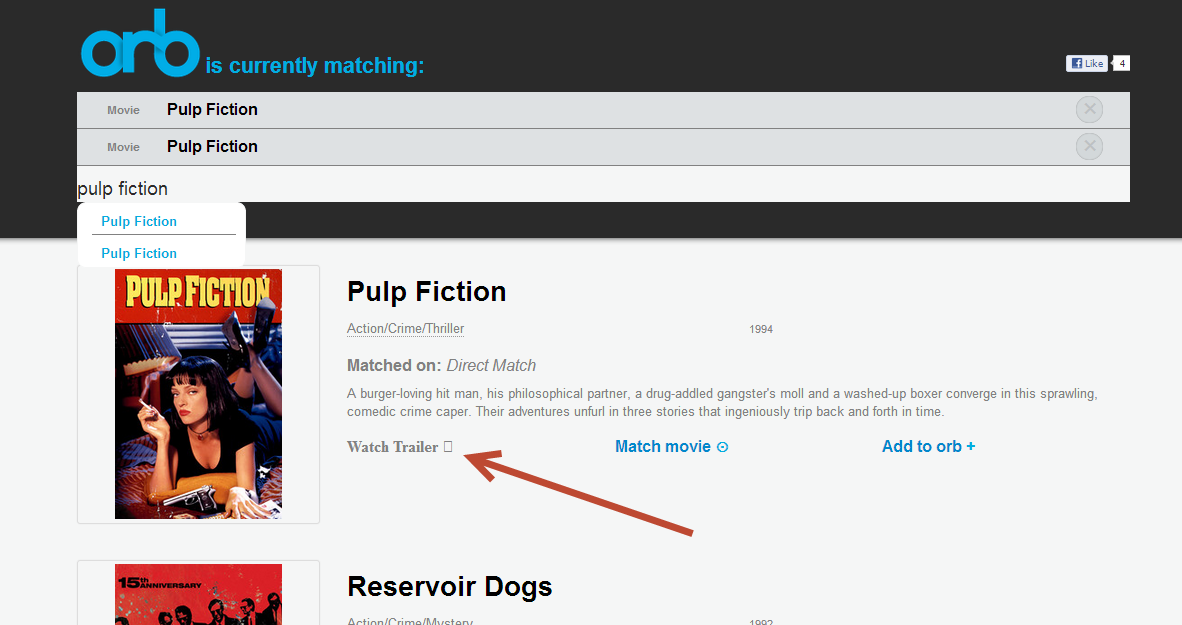 orb is currently matching:
Like 4
Movie Pulp Fiction
Movie Pulp Fiction
pulp fiction
Pulp Fiction
Pulp Fiction
PULP FICTION
Pulp Fiction
Action/Crime/Thriller 1994
Matched on: Direct Match
A burger-loving hit man, his philosophical partner, a drug-addled gangster's moll and a washed-up boxer converge in this sprawling,
comedic crime caper. Their adventures unfurl in three stories that ingeniously trip back and forth in time.
Watch Trailer Match movie Add to orb +
15th ANNIVERSARY
Reservoir Dogs
Action/Crime/Mystery 1992